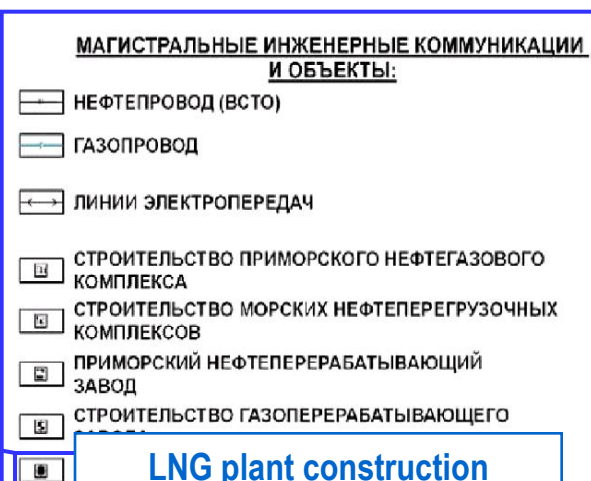 МАГИСТРАЛЬНЫЕ ИНЖЕНЕРНЫЕ КОММУНИКАЦИИ
И ОБЪЕКТЫ:
НЕФТЕПРОВОД (ВСТО)
ГАЗОПРОВОД
ЛИНИИ ЭЛЕКТРОПЕРЕДАЧ
СТРОИТЕЛЬСТВО ПРИМОРСКОГО НЕФТЕГАЗОВОГО
КОМПЛЕКСА
СТРОИТЕЛЬСТВО МОРСКИХ НЕФТЕПЕРЕГРУЗОЧНЫХ
КОМПЛЕКСОВ
ПРИМОРСКИЙ НЕФТЕПЕРЕРАБАТЫВАЮЩИЙ
ЗАВОД
СТРОИТЕЛЬСТВО ГАЗОПЕРЕРАБАТЫВАЮЩЕГО
LNG plant construction